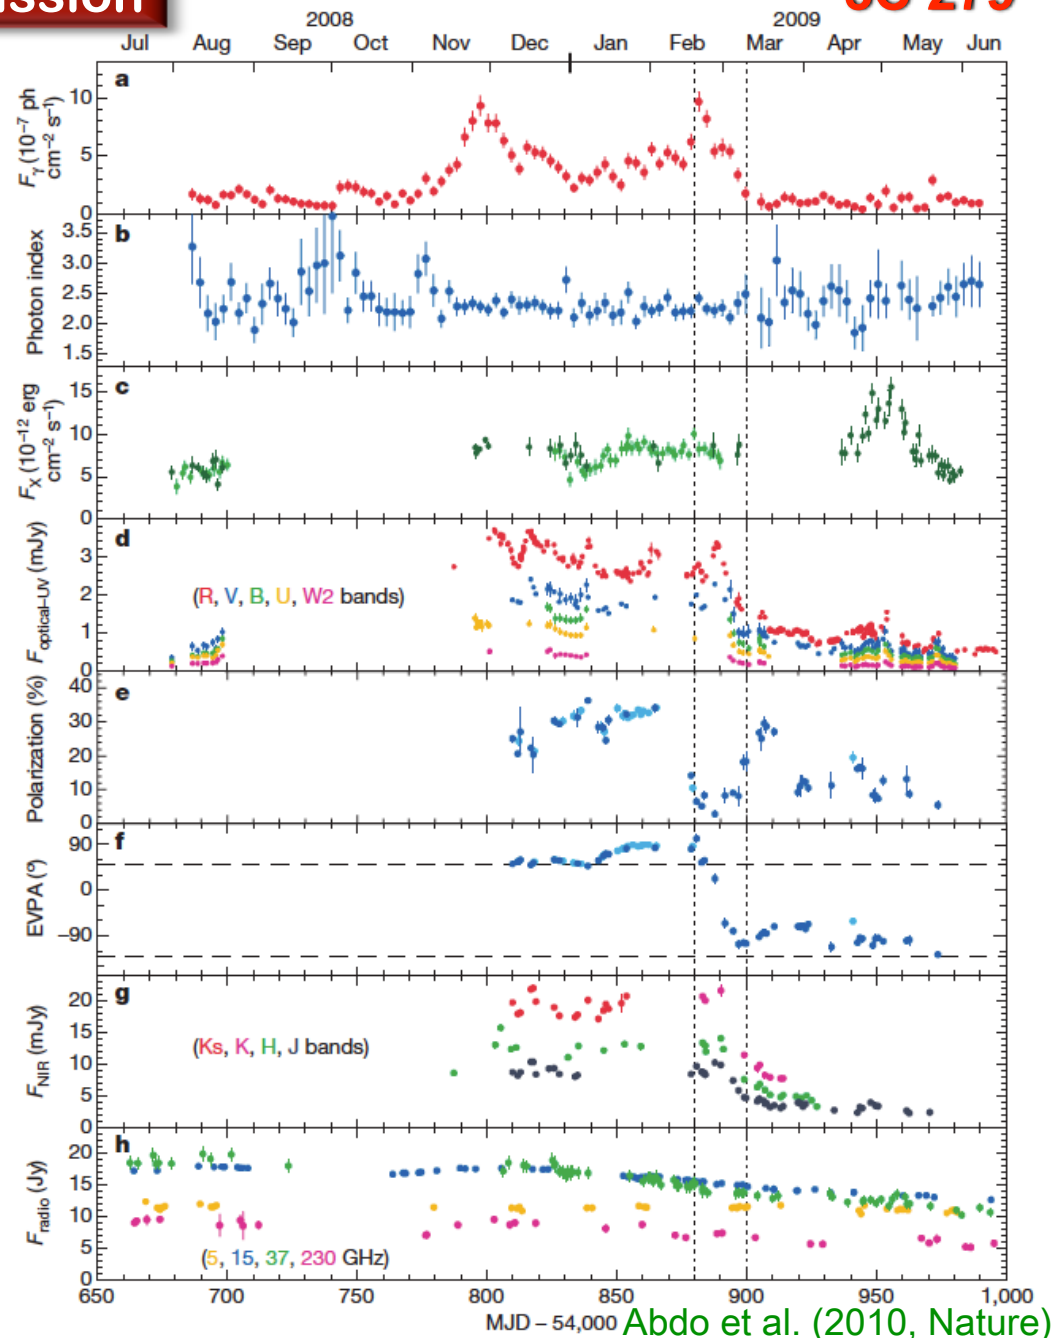 ssion
3C 279
2008 2009
Jul Aug Sep Oct Nov Dec Jan Feb Mar Apr May Jun
a
Fγ (10⁻⁷ ph cm⁻² s⁻¹)
10
5
0
b
Photon index
3.5
3.0
2.5
2.0
1.5
c
FX (10⁻¹² erg cm⁻² s⁻¹)
15
10
5
0
d
Foptical–UV (mJy)
3
2
1
0
(R, V, B, U, W2 bands)
e
Polarization (%)
40
30
20
10
0
f
EVPA (°)
90
0
–90
g
FNIR (mJy)
20
15
10
5
0
(Ks, K, H, J bands)
h
Fradio (Jy)
20
15
10
5
0
(5, 15, 37, 230 GHz)
650 700 750 800 850 900 950 1,000
MJD – 54,000
Abdo et al. (2010, Nature)